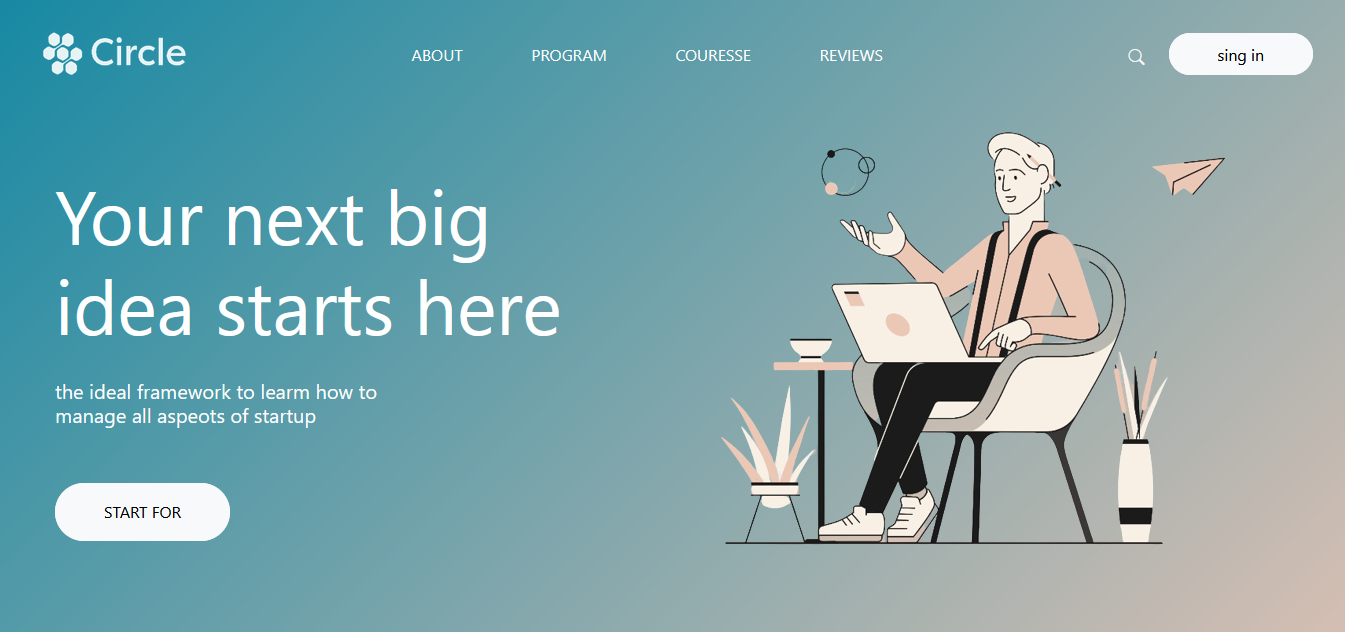 Circle
ABOUT
PROGRAM
COURESSE
REVIEWS
sing in
Your next big
idea starts here
the ideal framework to learm how to
manage all aspeots of startup
START FOR